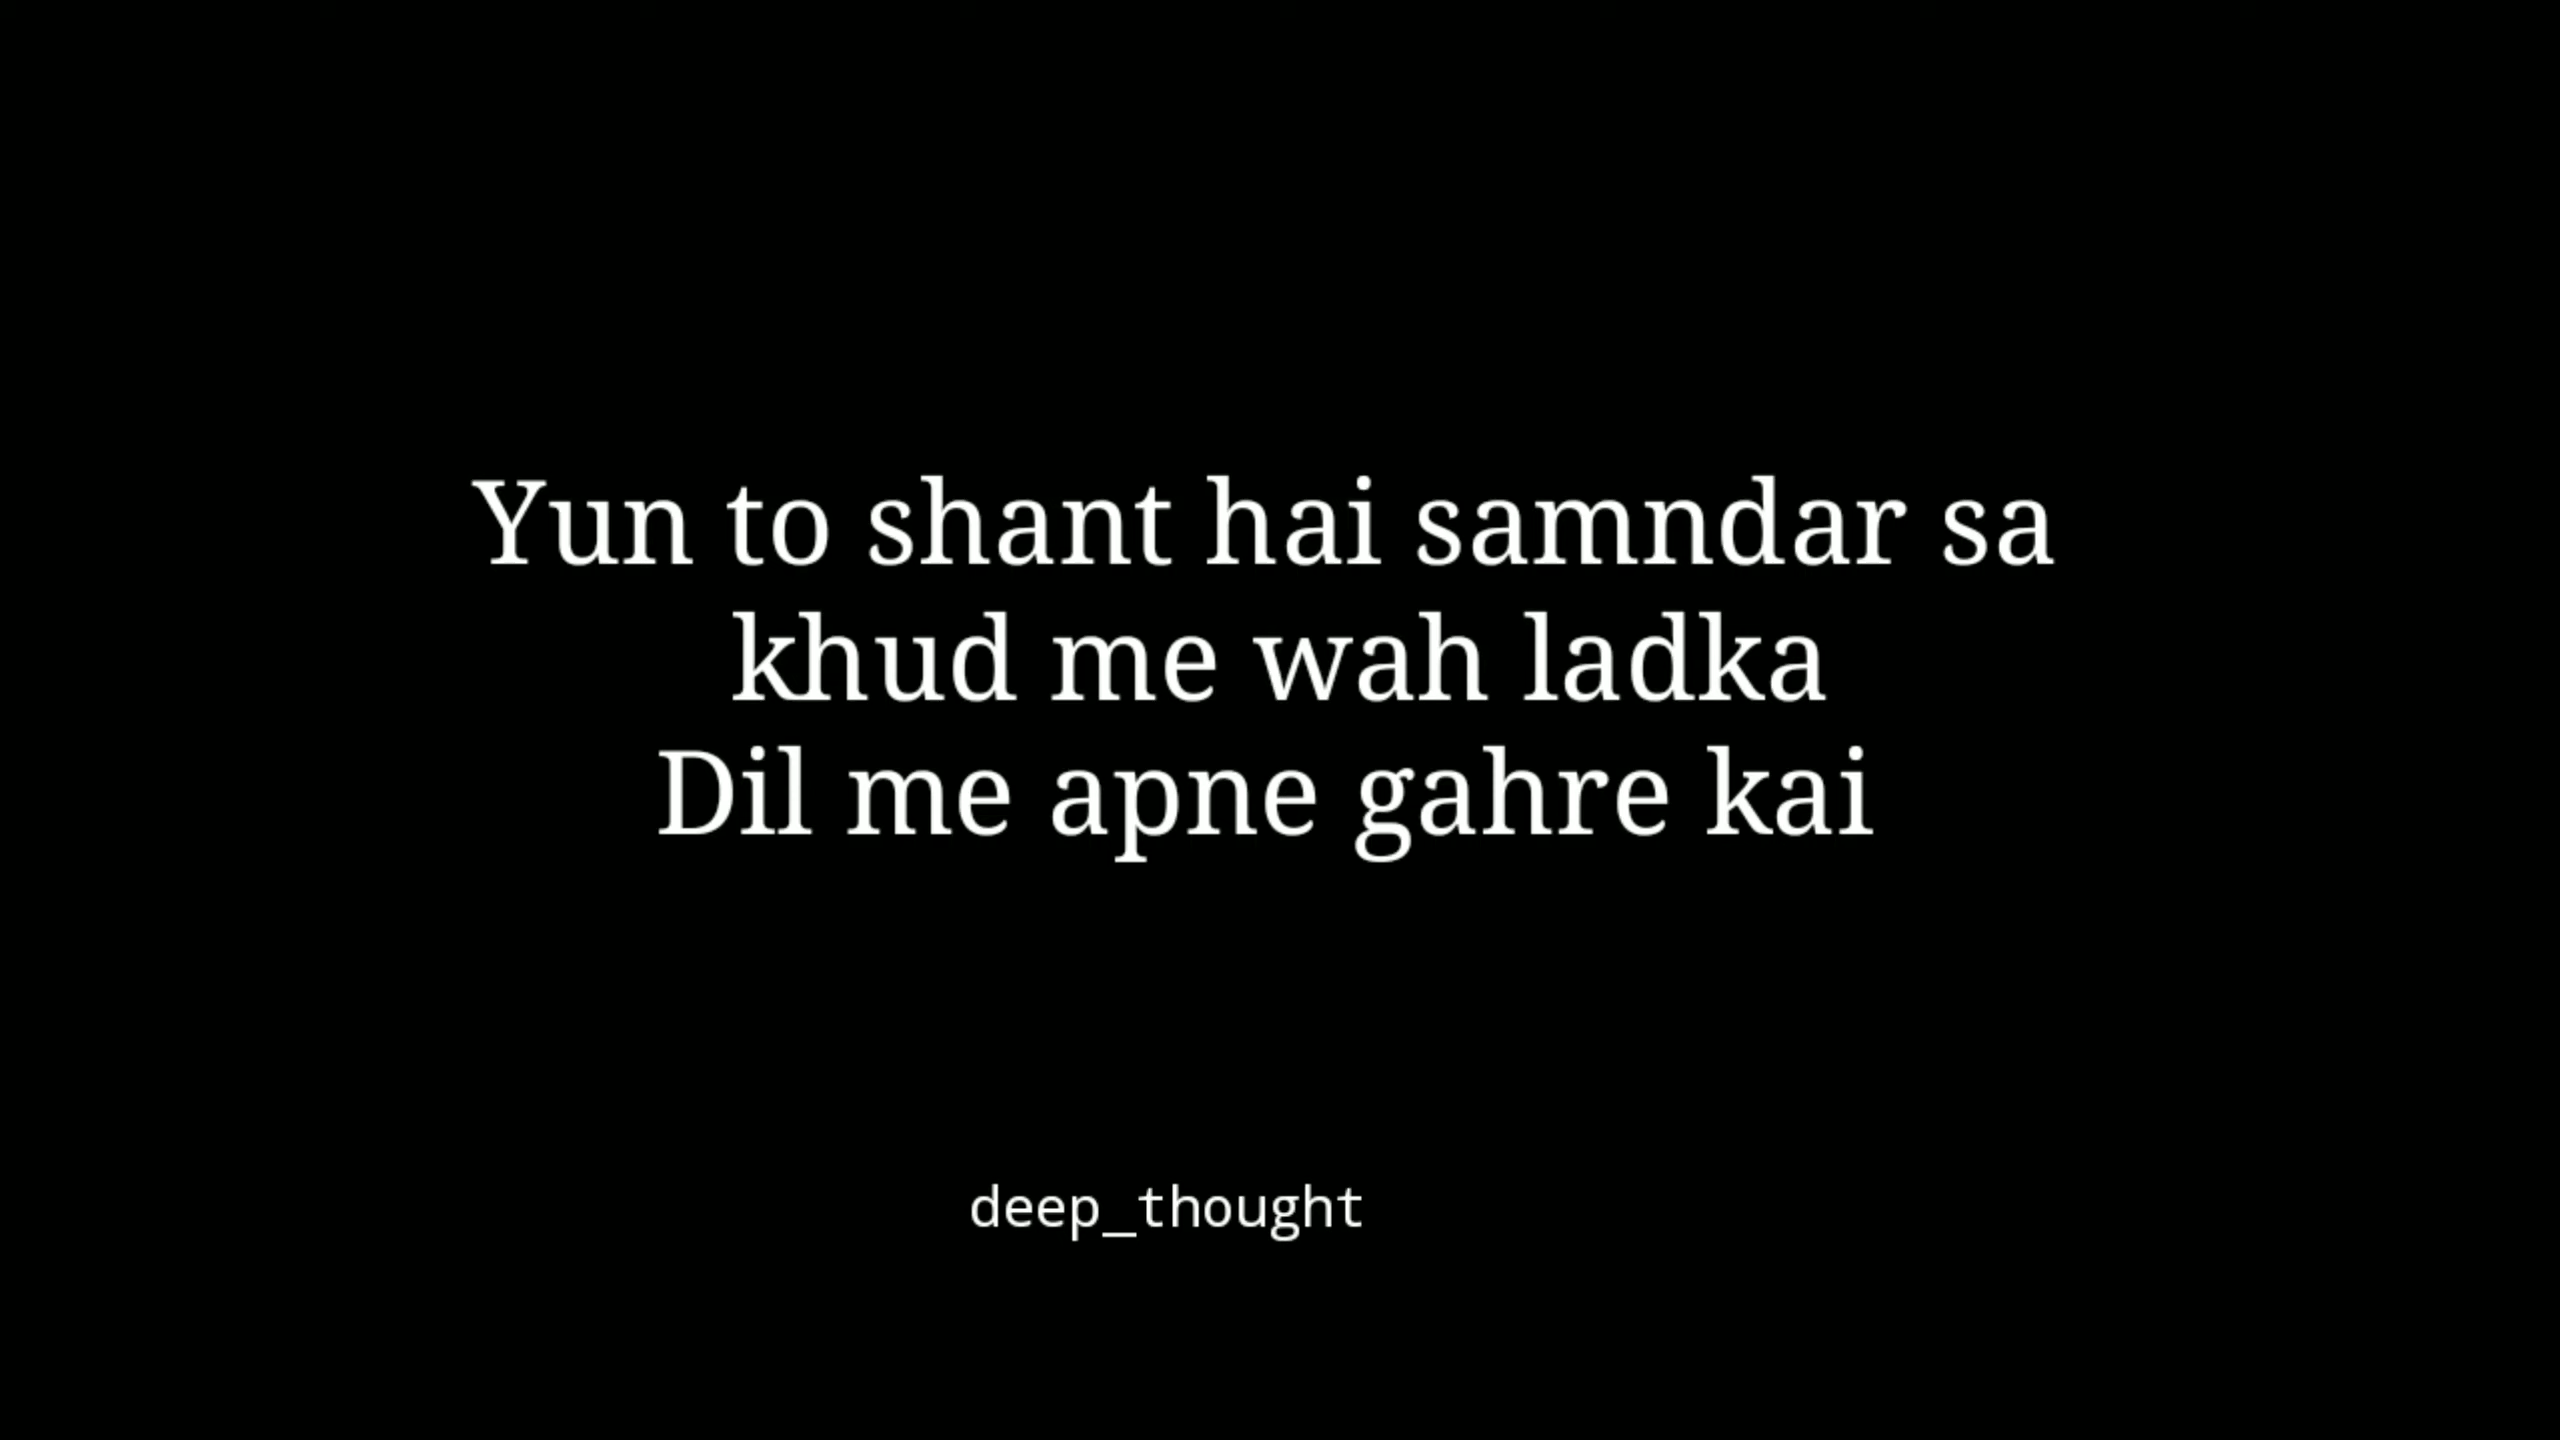 Yun to shant hai samndar sa
khud me wah ladka
Dil me apne gahre kai
deep_thought